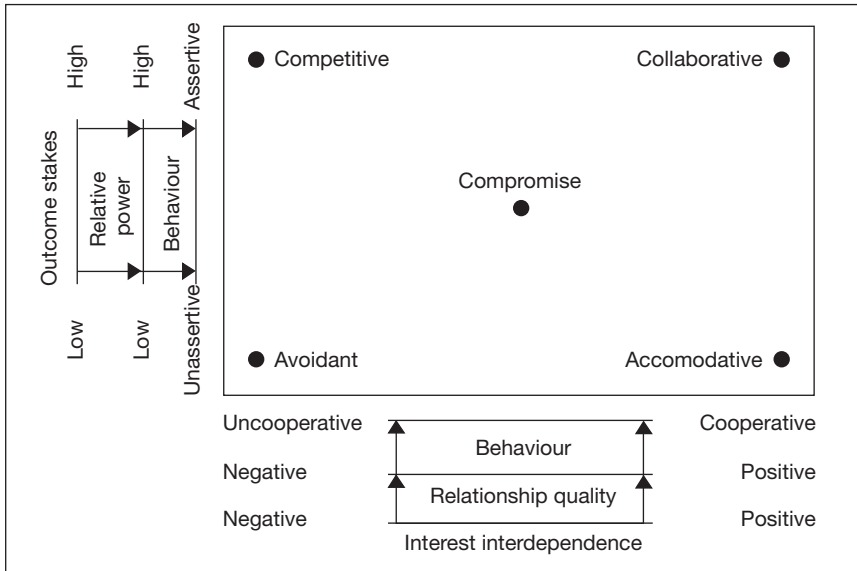 High
High
Assertive
Competitive
Collaborative
Outcome stakes
Relative
power
Behaviour
Compromise
Low
Low
Unassertive
Avoidant
Accomodative
Uncooperative
Cooperative
Behaviour
Negative
Positive
Relationship quality
Negative
Positive
Interest interdependence